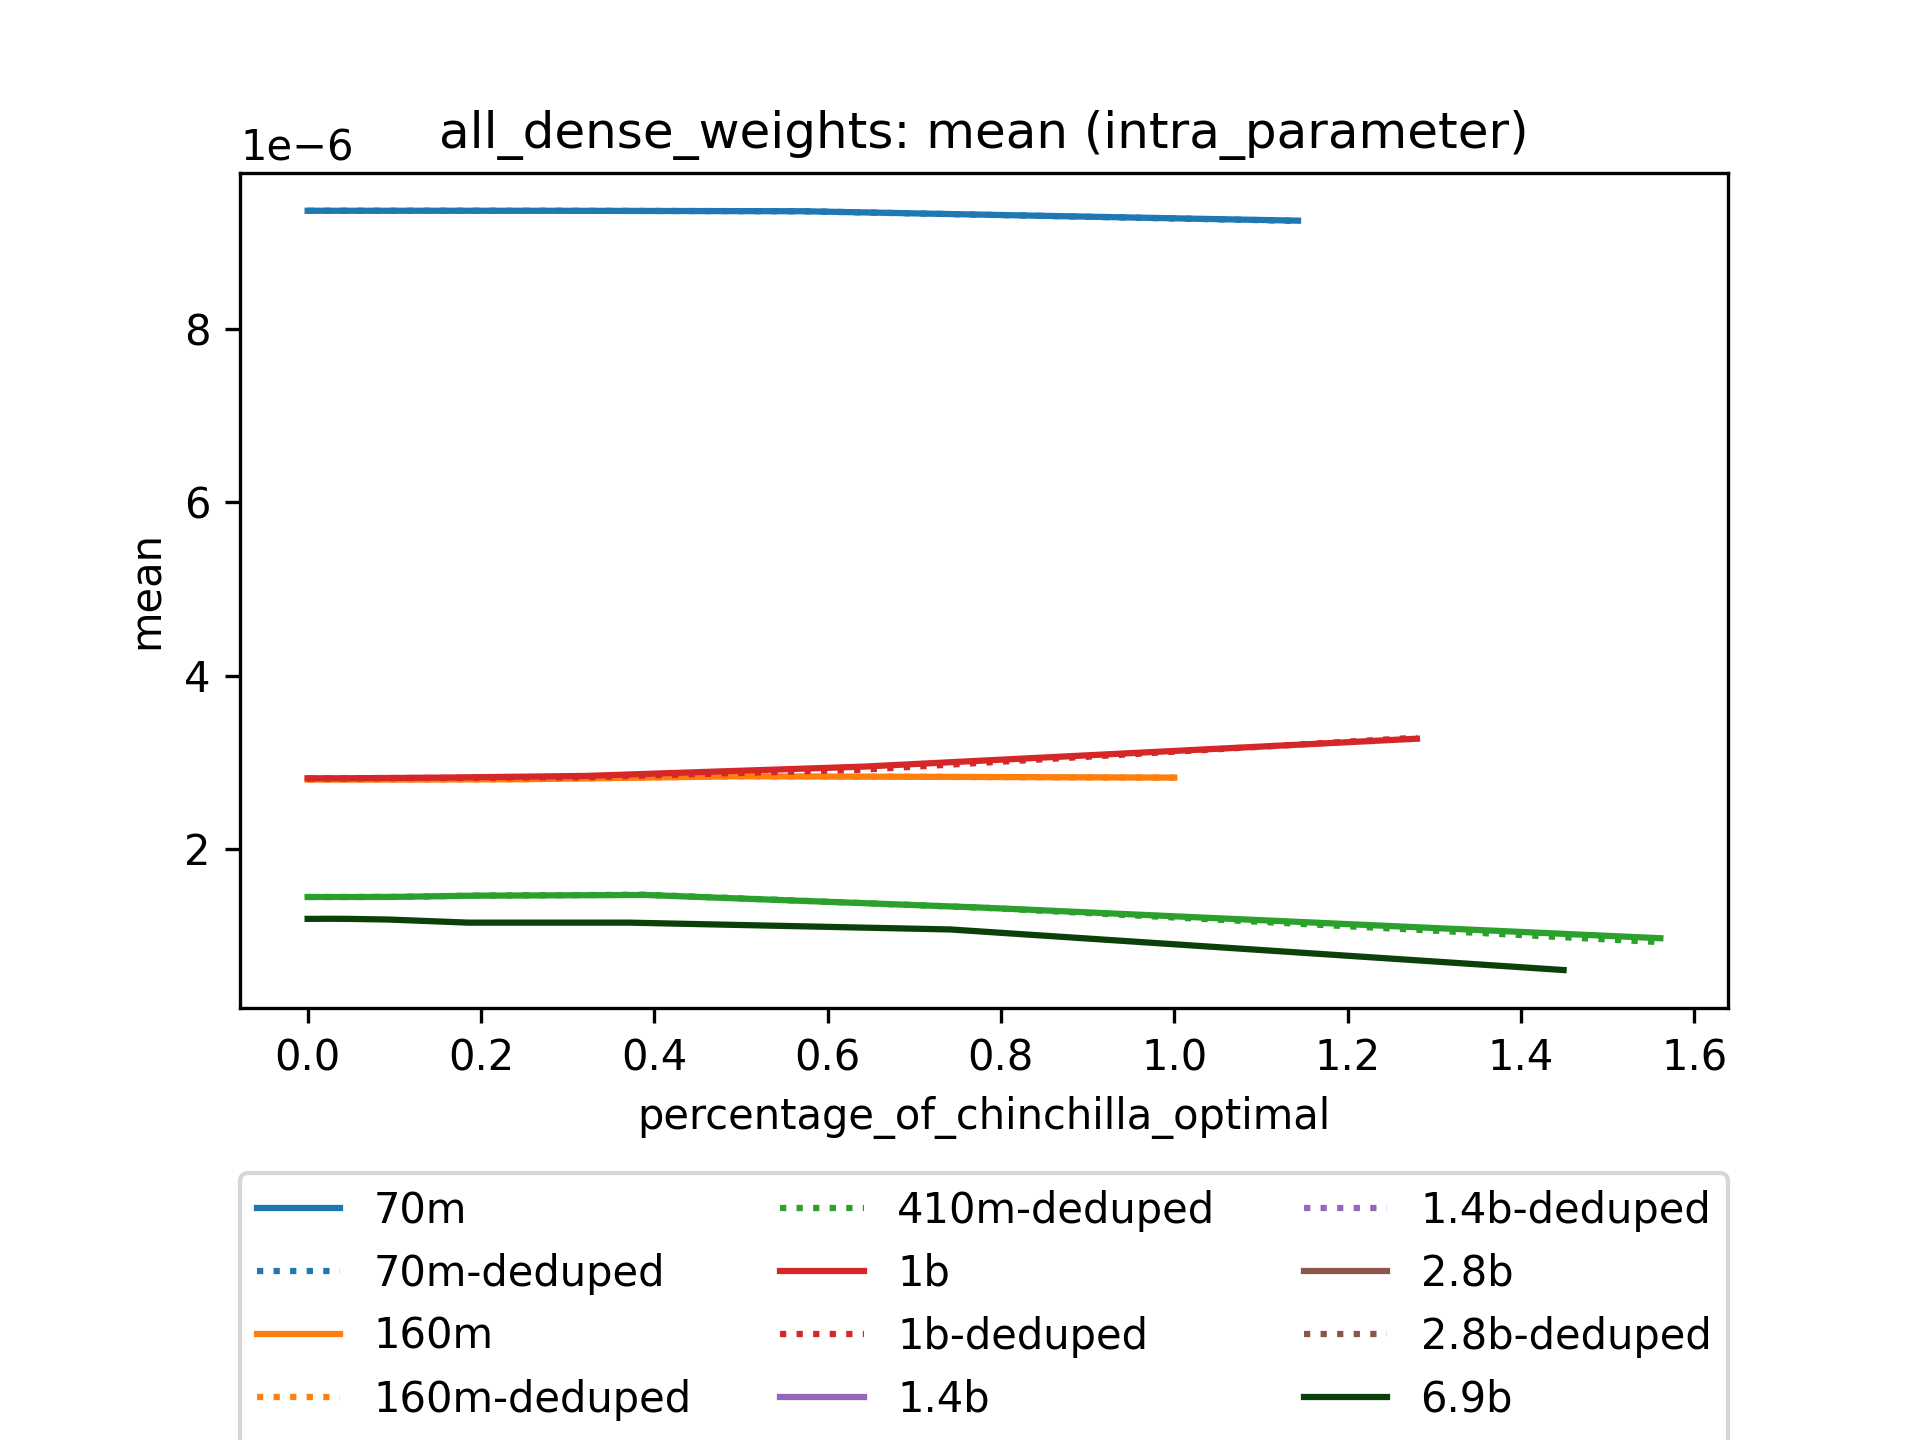 all_dense_weights: mean (intra_parameter)
1e−6
8
6
4
2
mean
0.0 0.2 0.4 0.6 0.8 1.0 1.2 1.4 1.6
percentage_of_chinchilla_optimal
70m 410m-deduped 1.4b-deduped
70m-deduped 1b 2.8b
160m 1b-deduped 2.8b-deduped
160m-deduped 1.4b 6.9b